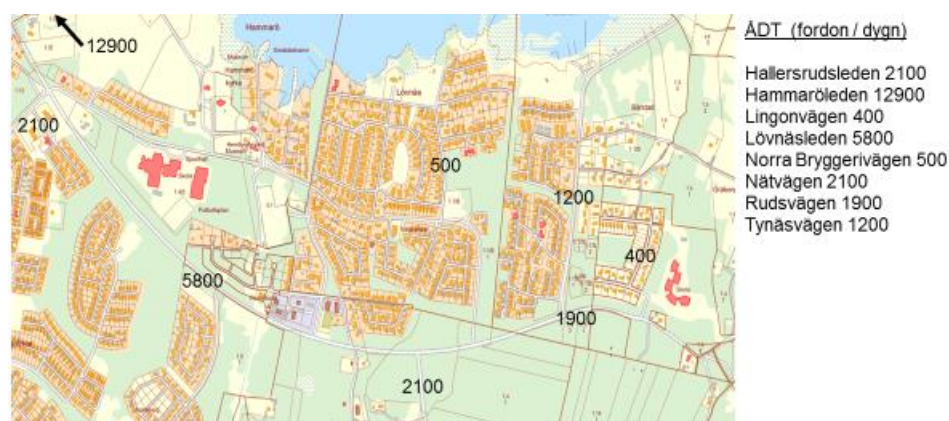 12900
Hammarö
ÅDT (fordon / dygn)
Hallersrudsleden 2100
Hammaröleden 12900
Lingonvägen 400
Lövnäsleden 5800
Norra Bryggerivägen 500
Nätvägen 2100
Rudsvägen 1900
Tynäsvägen 1200
Lövnäs
2100
500
1200
Fotbollsplan
400
5800
1900
2100